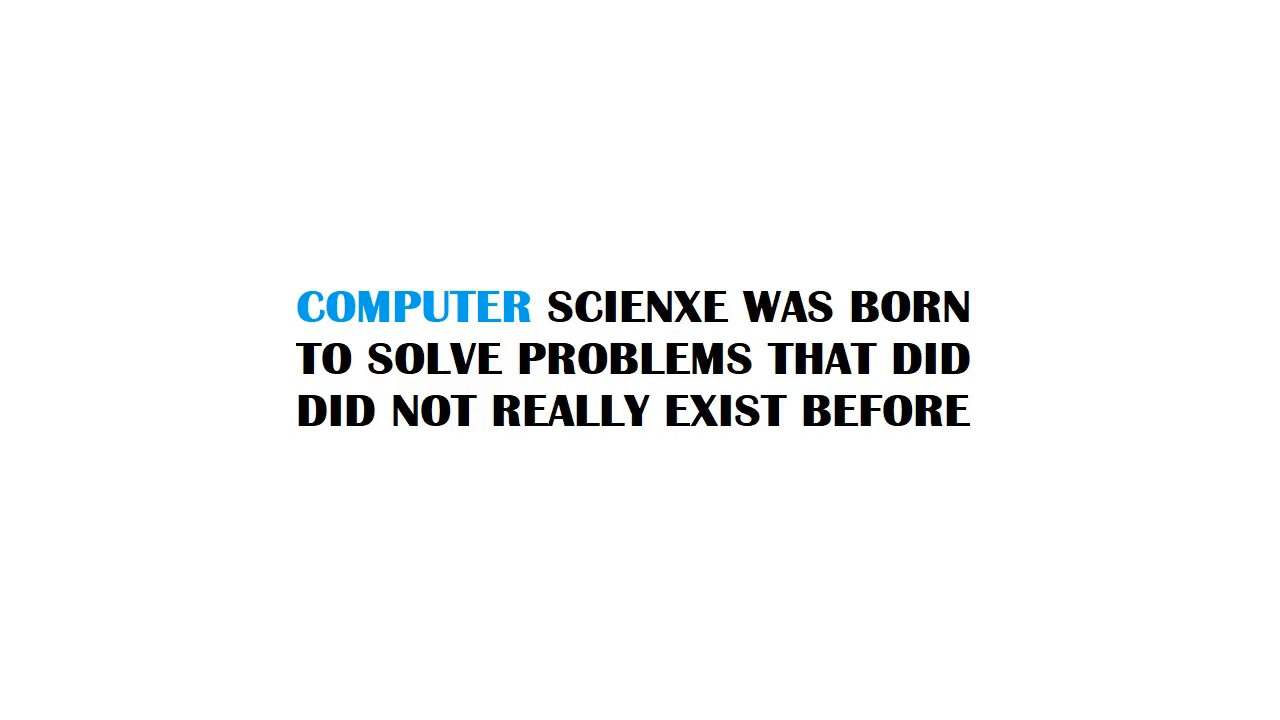 COMPUTER SCIENXE WAS BORN
TO SOLVE PROBLEMS THAT DID
DID NOT REALLY EXIST BEFORE